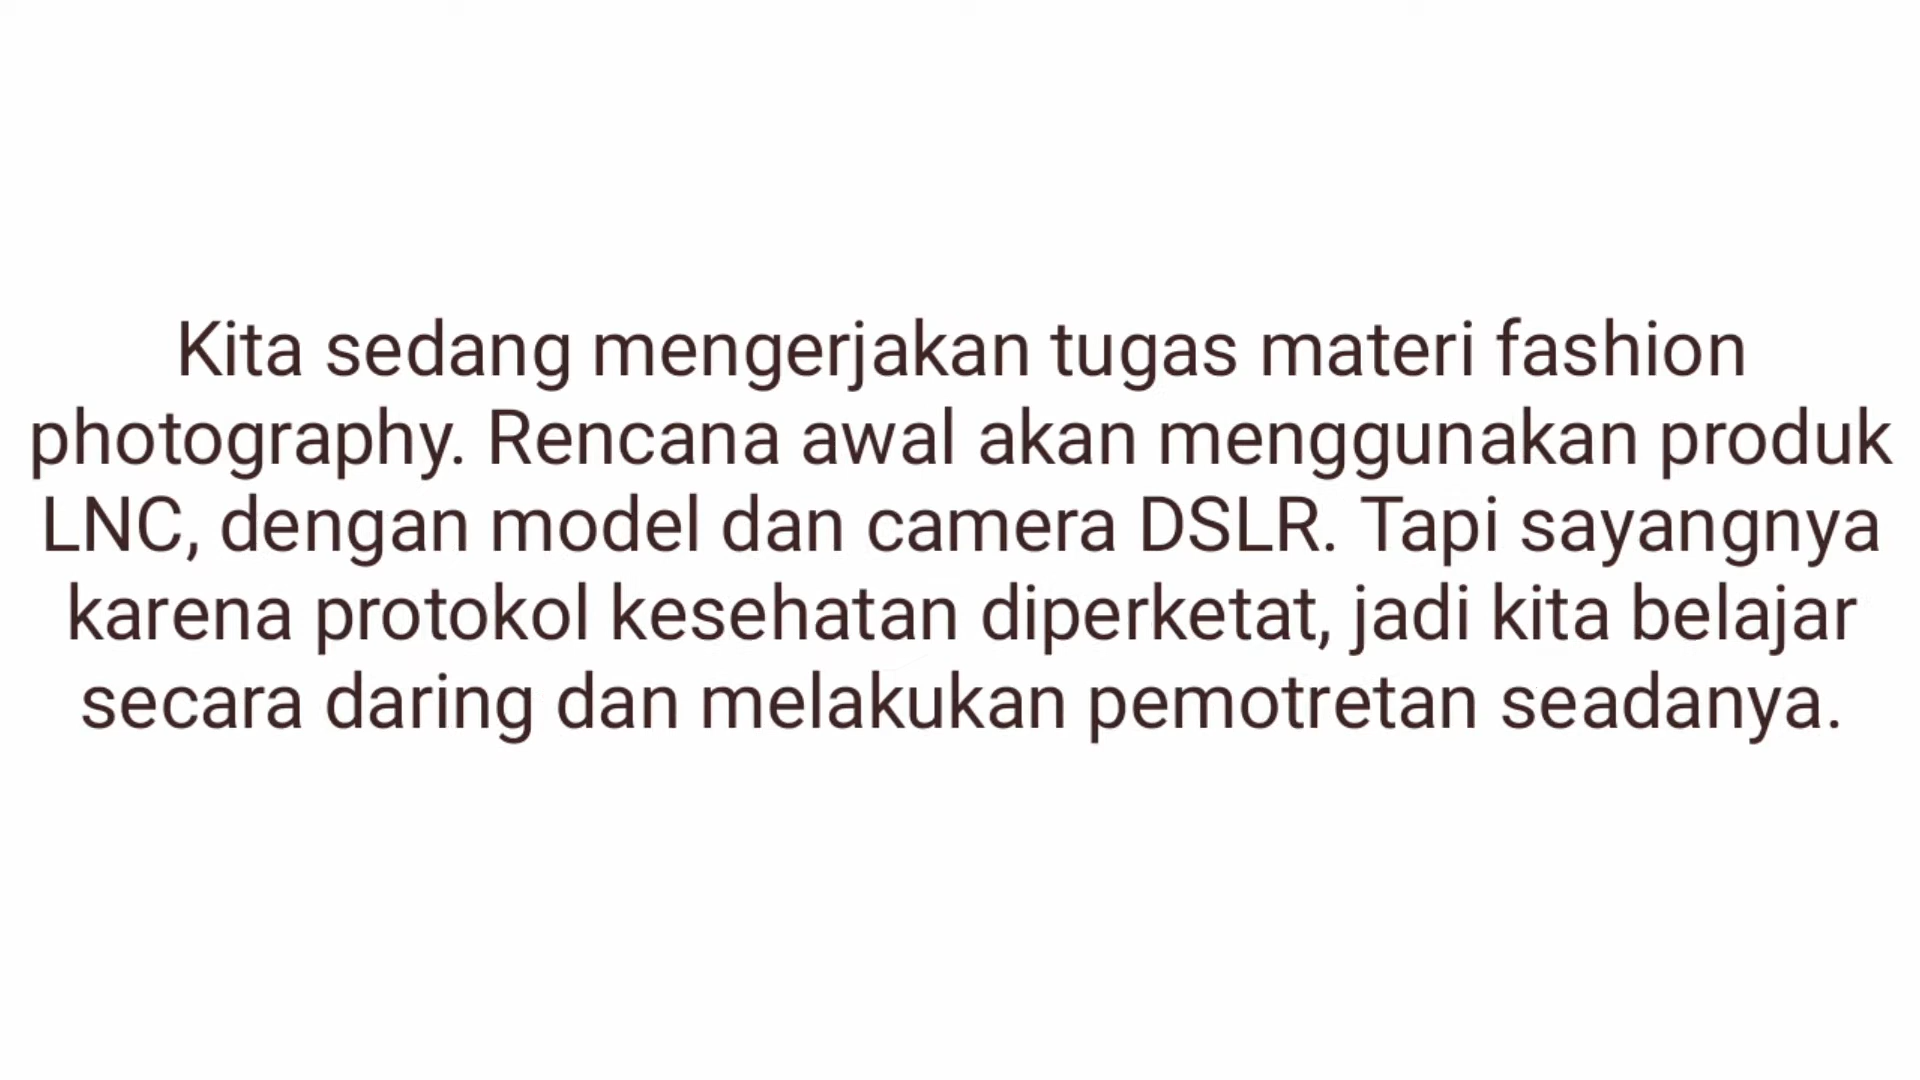 Kita sedang mengerjakan tugas materi fashion
photography. Rencana awal akan menggunakan produk
LNC, dengan model dan camera DSLR. Tapi sayangnya
karena protokol kesehatan diperketat, jadi kita belajar
secara daring dan melakukan pemotretan seadanya.